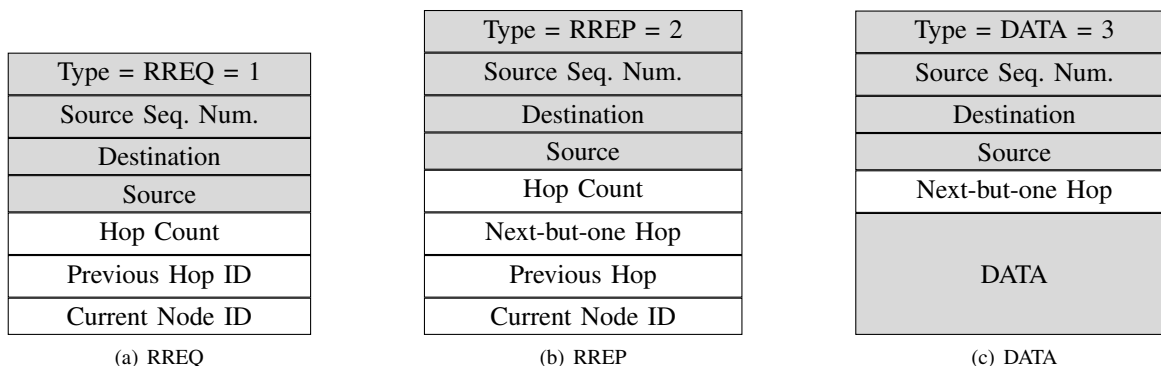 Type = RREQ = 1
Source Seq. Num.
Destination
Source
Hop Count
Previous Hop ID
Current Node ID
(a) RREQ
Type = RREP = 2
Source Seq. Num.
Destination
Source
Hop Count
Next-but-one Hop
Previous Hop
Current Node ID
(b) RREP
Type = DATA = 3
Source Seq. Num.
Destination
Source
Next-but-one Hop
DATA
(c) DATA